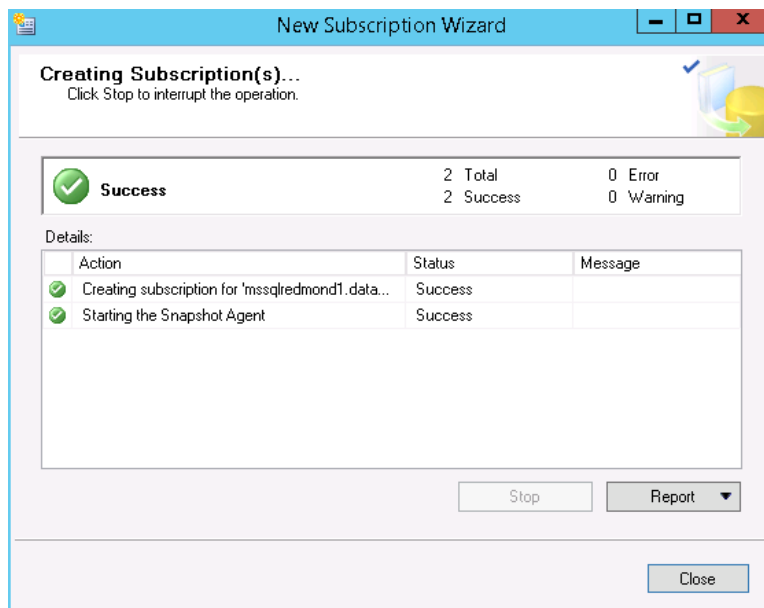 New Subscription Wizard
Creating Subscription(s)...
Click Stop to interrupt the operation.
Success
2 Total
0 Error
2 Success
0 Warning
Details:
Action Status Message
Creating subscription for 'mssqlredmond1.data... Success
Starting the Snapshot Agent Success
Stop
Report
Close